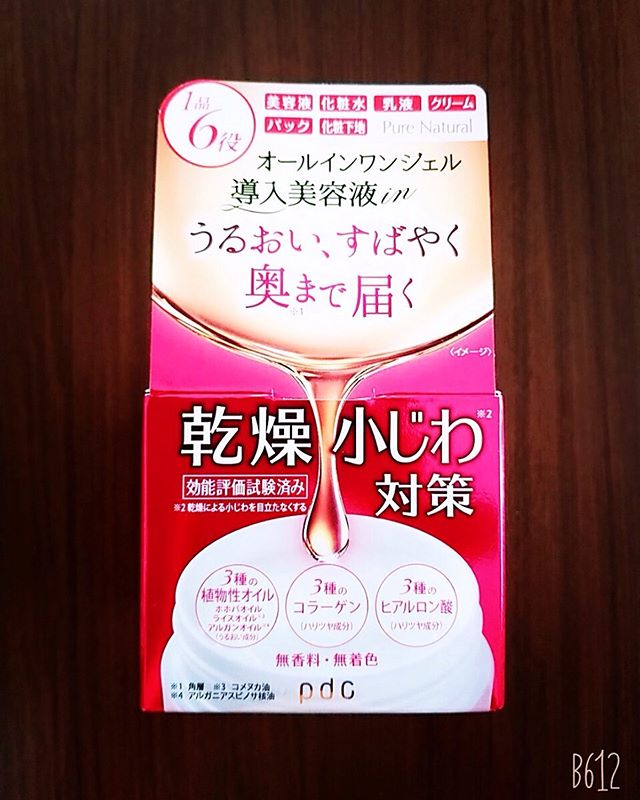 1品
6役
美容液 化粧水 乳液 クリーム
パック 化粧下地 Pure Natural
オールインワンジェル
導入美容液in
うるおい、すばやく
奥まで届く
※1
〈イメージ〉
乾燥小じわ※2
対策
効能評価試験済み
※2 乾燥による小じわを目立たなくする
3種の
植物性オイル
ホホバオイル
ライスオイル※3
アルガンオイル※4
(うるおい成分)
3種の
コラーゲン
(ハリツヤ成分)
3種の
ヒアルロン酸
(ハリツヤ成分)
無香料・無着色
※1 角層 ※3 コメヌカ油
※4 アルガニアスピノサ核油
pdc
B612